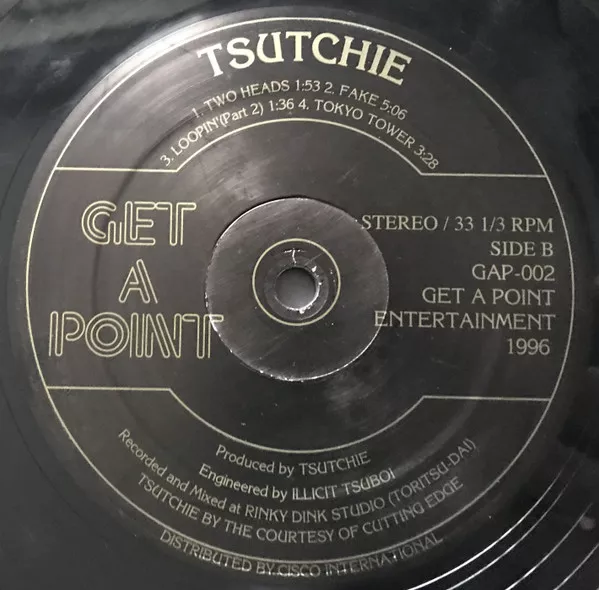 TSUTCHIE
1. TWO HEADS 1:53 2. FAKE 5:06
3. LOOPIN'(Part 2) 1:36 4. TOKYO TOWER 3:28
GET
A
POINT
STEREO / 33 1/3 RPM
SIDE B
GAP-002
GET A POINT
ENTERTAINMENT
1996
Produced by TSUTCHIE
Engineered by ILLICIT TSUBOI
Recorded and Mixed at RINKY DINK STUDIO (TORITSU-DAI)
TSUTCHIE BY THE COURTESY OF CUTTING EDGE
DISTRIBUTED BY CISCO INTERNATIONAL